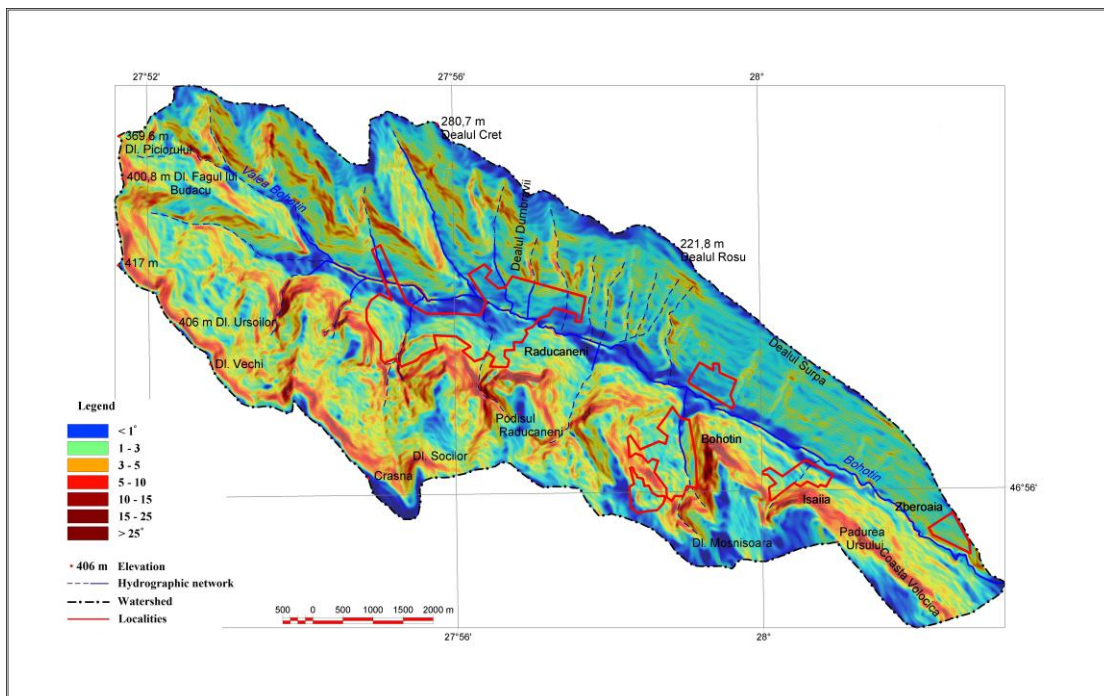 27°52'
27°56'
28°
280,7 m
Dealul Cret
369,6 m
Dl. Piciorului
400,8 m Dl. Fagul lui
Budacu
Valea Bohotin
Dealul Dumbravii
221,8 m
Dealul Rosu
417 m
406 m Dl. Ursoilor
Raducaneni
Dealul Surpa
Dl. Vechi
Podisul
Raducaneni
Bohotin
Dl. Socilor
Bohotin
Crasna
46°56'
Isaiia
Zberoaia
Padurea
Ursului
Dl. Mosnisoara
Coasta Volocica
Legend
< 1°
1 - 3
3 - 5
5 - 10
10 - 15
15 - 25
> 25°
406 m Elevation
Hydrographic network
Watershed
Localities
500 0 500 1000 1500 2000 m
27°56'
28°